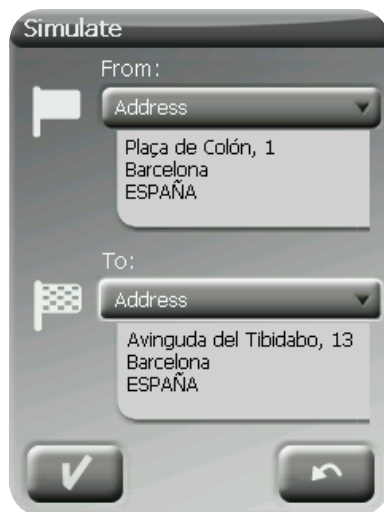 Simulate
From:
Address
Plaça de Colón, 1
Barcelona
ESPAÑA
To:
Address
Avinguda del Tibidabo, 13
Barcelona
ESPAÑA